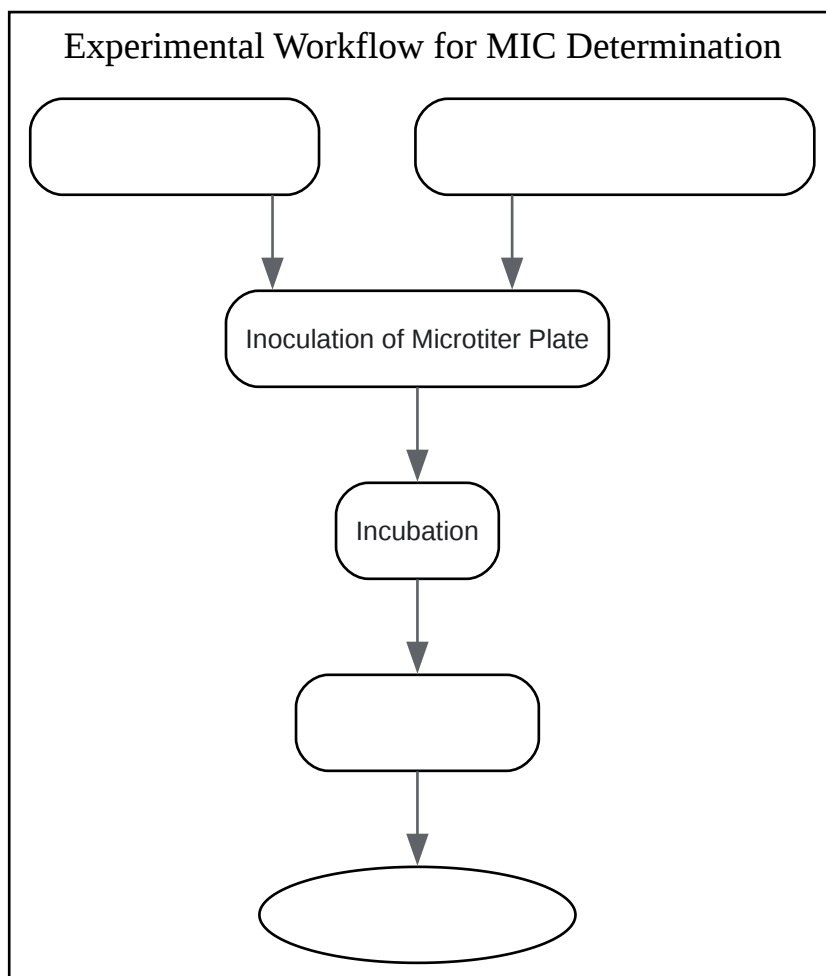 Experimental Workflow for MIC Determination
Inoculation of Microtiter Plate
Incubation